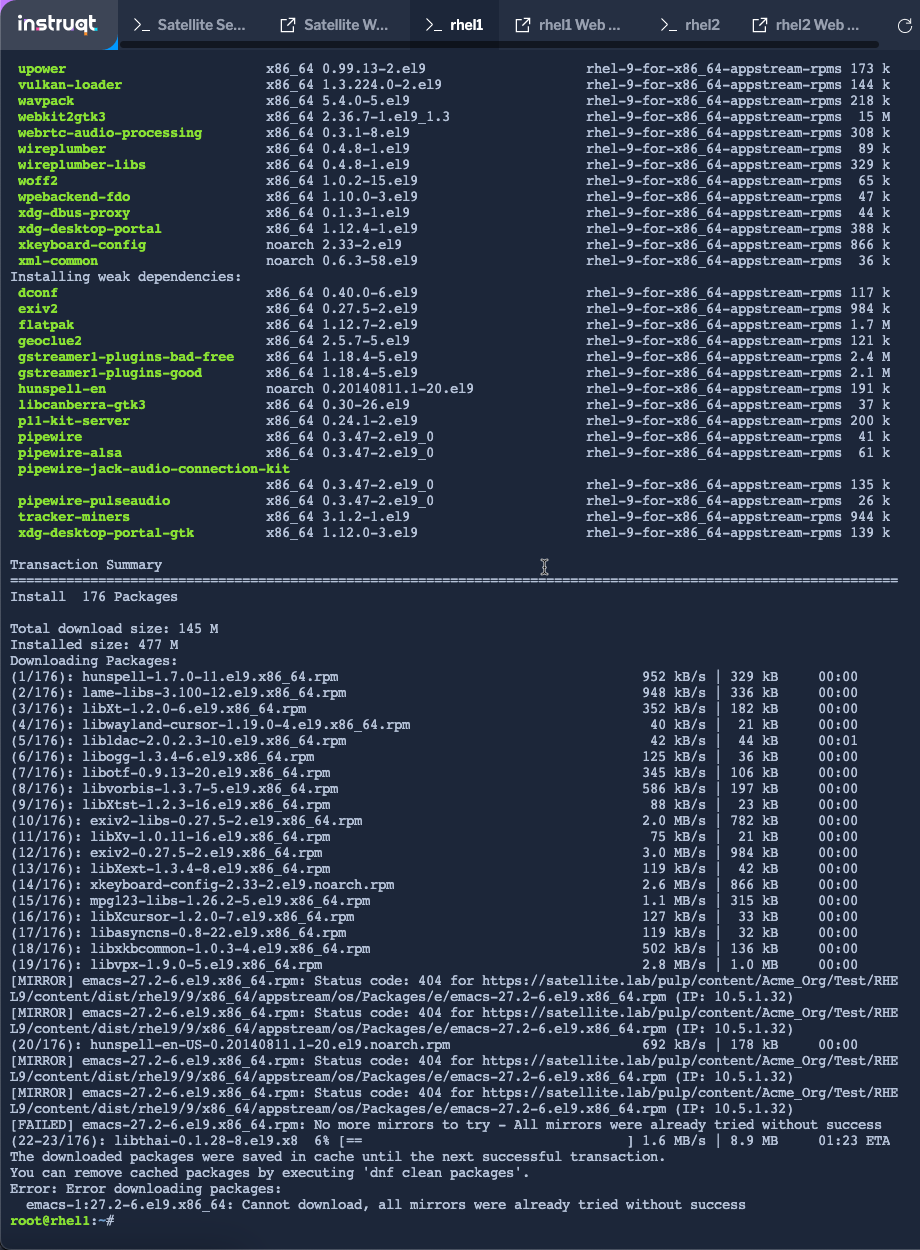 instruqt
Satellite Se...
Satellite W...
rhel1
rhel1 Web ...
rhel2
rhel2 Web ...
upower x86_64 0.99.13-2.el9 rhel-9-for-x86_64-appstream-rpms 173 k
vulkan-loader x86_64 1.3.224.0-2.el9 rhel-9-for-x86_64-appstream-rpms 144 k
wavpack x86_64 5.4.0-5.el9 rhel-9-for-x86_64-appstream-rpms 218 k
webkit2gtk3 x86_64 2.36.7-1.el9_1.3 rhel-9-for-x86_64-appstream-rpms 15 M
webrtc-audio-processing x86_64 0.3.1-8.el9 rhel-9-for-x86_64-appstream-rpms 308 k
wireplumber x86_64 0.4.8-1.el9 rhel-9-for-x86_64-appstream-rpms 89 k
wireplumber-libs x86_64 0.4.8-1.el9 rhel-9-for-x86_64-appstream-rpms 329 k
woff2 x86_64 1.0.2-15.el9 rhel-9-for-x86_64-appstream-rpms 65 k
wpebackend-fdo x86_64 1.10.0-3.el9 rhel-9-for-x86_64-appstream-rpms 47 k
xdg-dbus-proxy x86_64 0.1.3-1.el9 rhel-9-for-x86_64-appstream-rpms 44 k
xdg-desktop-portal x86_64 1.12.4-1.el9 rhel-9-for-x86_64-appstream-rpms 388 k
xkeyboard-config noarch 2.33-2.el9 rhel-9-for-x86_64-appstream-rpms 866 k
xml-common noarch 0.6.3-58.el9 rhel-9-for-x86_64-appstream-rpms 36 k
Installing weak dependencies:
dconf x86_64 0.40.0-6.el9 rhel-9-for-x86_64-appstream-rpms 117 k
exiv2 x86_64 0.27.5-2.el9 rhel-9-for-x86_64-appstream-rpms 984 k
flatpak x86_64 1.12.7-2.el9 rhel-9-for-x86_64-appstream-rpms 1.7 M
geoclue2 x86_64 2.5.7-5.el9 rhel-9-for-x86_64-appstream-rpms 121 k
gstreamer1-plugins-bad-free x86_64 1.18.4-5.el9 rhel-9-for-x86_64-appstream-rpms 2.4 M
gstreamer1-plugins-good x86_64 1.18.4-5.el9 rhel-9-for-x86_64-appstream-rpms 2.1 M
hunspell-en noarch 0.20140811.1-20.el9 rhel-9-for-x86_64-appstream-rpms 191 k
libcanberra-gtk3 x86_64 0.30-26.el9 rhel-9-for-x86_64-appstream-rpms 37 k
p11-kit-server x86_64 0.24.1-2.el9 rhel-9-for-x86_64-appstream-rpms 200 k
pipewire x86_64 0.3.47-2.el9_0 rhel-9-for-x86_64-appstream-rpms 41 k
pipewire-alsa x86_64 0.3.47-2.el9_0 rhel-9-for-x86_64-appstream-rpms 61 k
pipewire-jack-audio-connection-kit
x86_64 0.3.47-2.el9_0 rhel-9-for-x86_64-appstream-rpms 135 k
pipewire-pulseaudio x86_64 0.3.47-2.el9_0 rhel-9-for-x86_64-appstream-rpms 26 k
tracker-miners x86_64 3.1.2-1.el9 rhel-9-for-x86_64-appstream-rpms 944 k
xdg-desktop-portal-gtk x86_64 1.12.0-3.el9 rhel-9-for-x86_64-appstream-rpms 139 k
Transaction Summary
================================================================================
Install 176 Packages
Total download size: 145 M
Installed size: 477 M
Downloading Packages:
(1/176): hunspell-1.7.0-11.el9.x86_64.rpm 952 kB/s | 329 kB 00:00
(2/176): lame-libs-3.100-12.el9.x86_64.rpm 948 kB/s | 336 kB 00:00
(3/176): libXt-1.2.0-6.el9.x86_64.rpm 352 kB/s | 182 kB 00:00
(4/176): libwayland-cursor-1.19.0-4.el9.x86_64.rpm 40 kB/s | 21 kB 00:00
(5/176): libldac-2.0.2.3-10.el9.x86_64.rpm 42 kB/s | 44 kB 00:01
(6/176): libogg-1.3.4-6.el9.x86_64.rpm 125 kB/s | 36 kB 00:00
(7/176): libotf-0.9.13-20.el9.x86_64.rpm 345 kB/s | 106 kB 00:00
(8/176): libvorbis-1.3.7-5.el9.x86_64.rpm 586 kB/s | 197 kB 00:00
(9/176): libXtst-1.2.3-16.el9.x86_64.rpm 88 kB/s | 23 kB 00:00
(10/176): exiv2-libs-0.27.5-2.el9.x86_64.rpm 2.0 MB/s | 782 kB 00:00
(11/176): libXv-1.0.11-16.el9.x86_64.rpm 75 kB/s | 21 kB 00:00
(12/176): exiv2-0.27.5-2.el9.x86_64.rpm 3.0 MB/s | 984 kB 00:00
(13/176): libXext-1.3.4-8.el9.x86_64.rpm 119 kB/s | 42 kB 00:00
(14/176): xkeyboard-config-2.33-2.el9.noarch.rpm 2.6 MB/s | 866 kB 00:00
(15/176): mpg123-libs-1.26.2-5.el9.x86_64.rpm 1.1 MB/s | 315 kB 00:00
(16/176): libXcursor-1.2.0-7.el9.x86_64.rpm 127 kB/s | 33 kB 00:00
(17/176): libasyncns-0.8-22.el9.x86_64.rpm 119 kB/s | 32 kB 00:00
(18/176): libxkbcommon-1.0.3-4.el9.x86_64.rpm 502 kB/s | 136 kB 00:00
(19/176): libvpx-1.9.0-5.el9.x86_64.rpm 2.8 MB/s | 1.0 MB 00:00
[MIRROR] emacs-27.2-6.el9.x86_64.rpm: Status code: 404 for https://satellite.lab/pulp/content/Acme_Org/Test/RHE
L9/content/dist/rhel9/9/x86_64/appstream/os/Packages/e/emacs-27.2-6.el9.x86_64.rpm (IP: 10.5.1.32)
[MIRROR] emacs-27.2-6.el9.x86_64.rpm: Status code: 404 for https://satellite.lab/pulp/content/Acme_Org/Test/RHE
L9/content/dist/rhel9/9/x86_64/appstream/os/Packages/e/emacs-27.2-6.el9.x86_64.rpm (IP: 10.5.1.32)
(20/176): hunspell-en-US-0.20140811.1-20.el9.noarch.rpm 692 kB/s | 178 kB 00:00
[MIRROR] emacs-27.2-6.el9.x86_64.rpm: Status code: 404 for https://satellite.lab/pulp/content/Acme_Org/Test/RHE
L9/content/dist/rhel9/9/x86_64/appstream/os/Packages/e/emacs-27.2-6.el9.x86_64.rpm (IP: 10.5.1.32)
[MIRROR] emacs-27.2-6.el9.x86_64.rpm: Status code: 404 for https://satellite.lab/pulp/content/Acme_Org/Test/RHE
L9/content/dist/rhel9/9/x86_64/appstream/os/Packages/e/emacs-27.2-6.el9.x86_64.rpm (IP: 10.5.1.32)
[FAILED] emacs-27.2-6.el9.x86_64.rpm: No more mirrors to try - All mirrors were already tried without success
(22-23/176): libthai-0.1.28-8.el9.x8 6% [== ] 1.6 MB/s | 8.9 MB 01:23 ETA
The downloaded packages were saved in cache until the next successful transaction.
You can remove cached packages by executing 'dnf clean packages'.
Error: Error downloading packages:
emacs-1:27.2-6.el9.x86_64: Cannot download, all mirrors were already tried without success
root@rhel1:~#